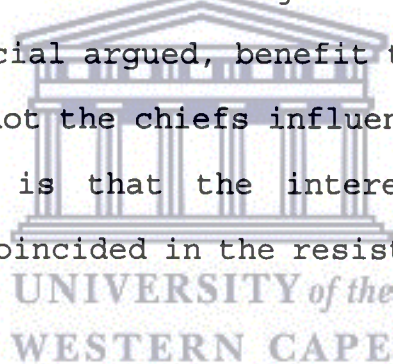 cial argued, benefit t
ot the chiefs influen
is that the intere
oincided in the resist
UNIVERSITY of the
WESTERN CAPE